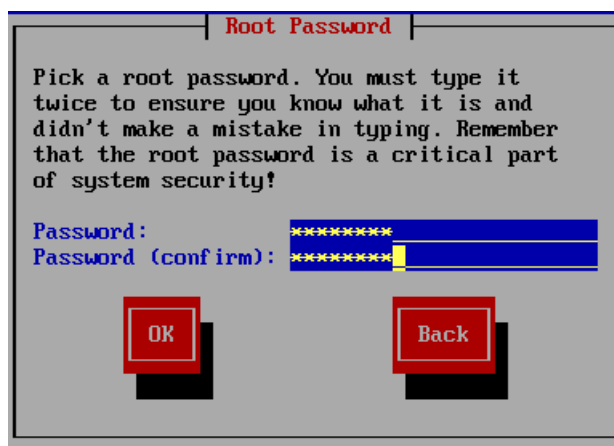 Root Password
Pick a root password. You must type it
twice to ensure you know what it is and
didn't make a mistake in typing. Remember
that the root password is a critical part
of system security!
Password: ********
Password (confirm): ********
OK Back